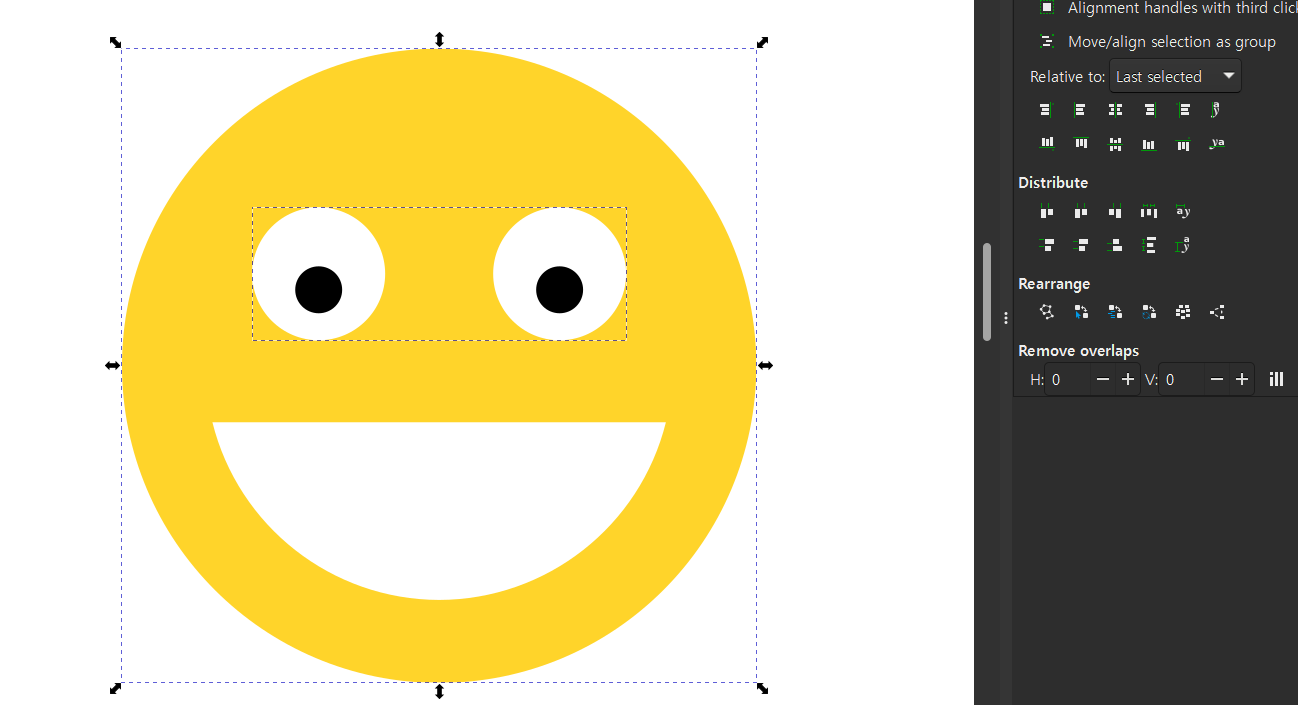 Alignment handles with third clic
Move/align selection as group
Relative to: Last selected
Distribute
Rearrange
Remove overlaps
H: 0 V: 0